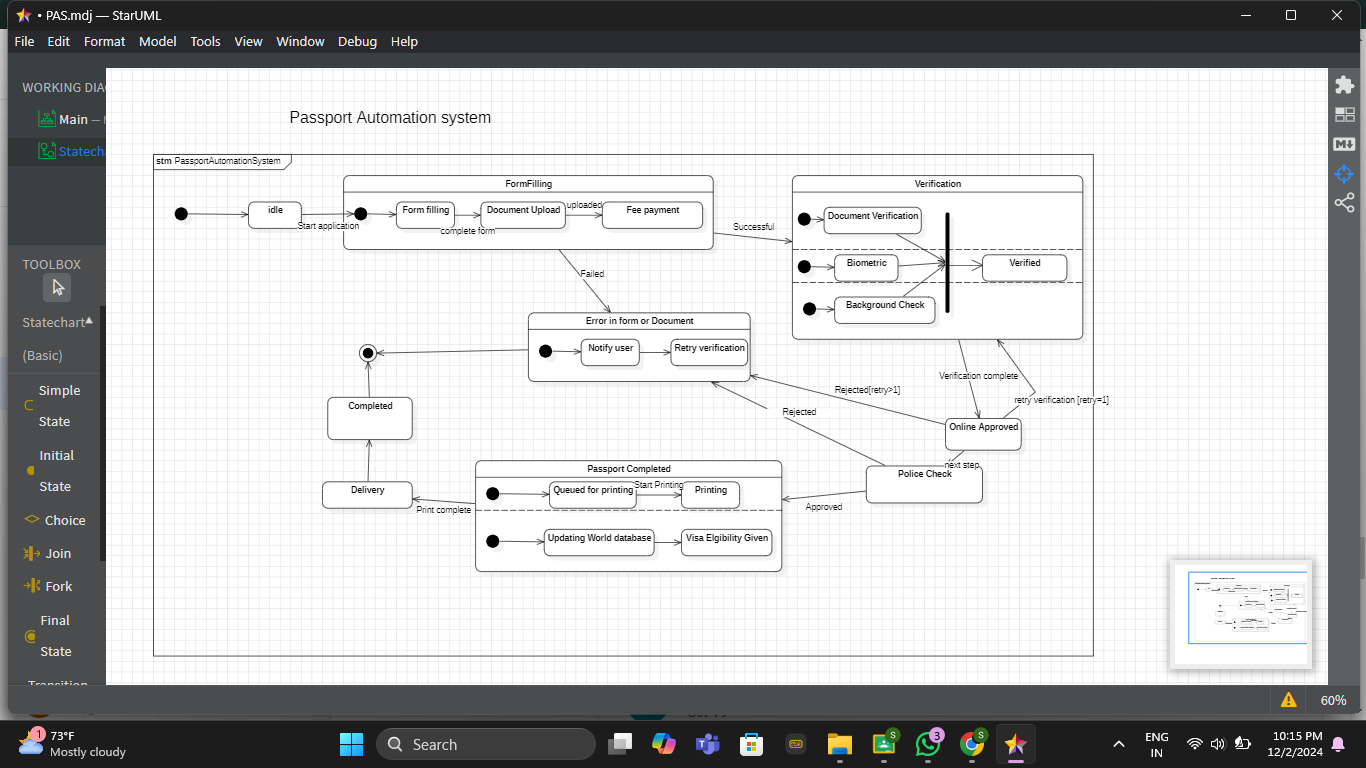 • PAS.mdj — StarUML
File Edit Format Model Tools View Window Debug Help
WORKING DIA
Main —
Statech
TOOLBOX
Statechart
(Basic)
Simple
State
Initial
State
Choice
Join
Fork
Final
State
Transition
Passport Automation system
stm PassportAutomationSystem
idle
Start application
FormFilling
Form filling
complete form
Document Upload
uploaded
Fee payment
Successful
Failed
Verification
Document Verification
Biometric
Background Check
Verified
Error in form or Document
Notify user
Retry verification
Verification complete
retry verification [retry=1]
Rejected[retry>1]
Rejected
Online Approved
next step
Police Check
Approved
Completed
Delivery
Print complete
Passport Completed
Queued for printing
Start Printing
Printing
Updating World database
Visa Elgibility Given
60%
1
73°F
Mostly cloudy
Search
S
3
S
ENG
IN
10:15 PM
12/2/2024